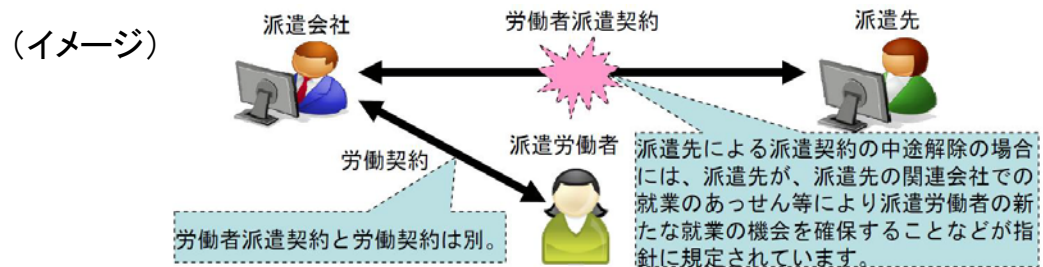 (イメージ)
派遣会社
労働者派遣契約
派遣先
労働契約
派遣労働者
労働者派遣契約と労働契約は別。
派遣先による派遣契約の中途解除の場合
には、派遣先が、派遣先の関連会社での
就業のあっせん等により派遣労働者の新
たな就業の機会を確保することなどが指
針に規定されています。